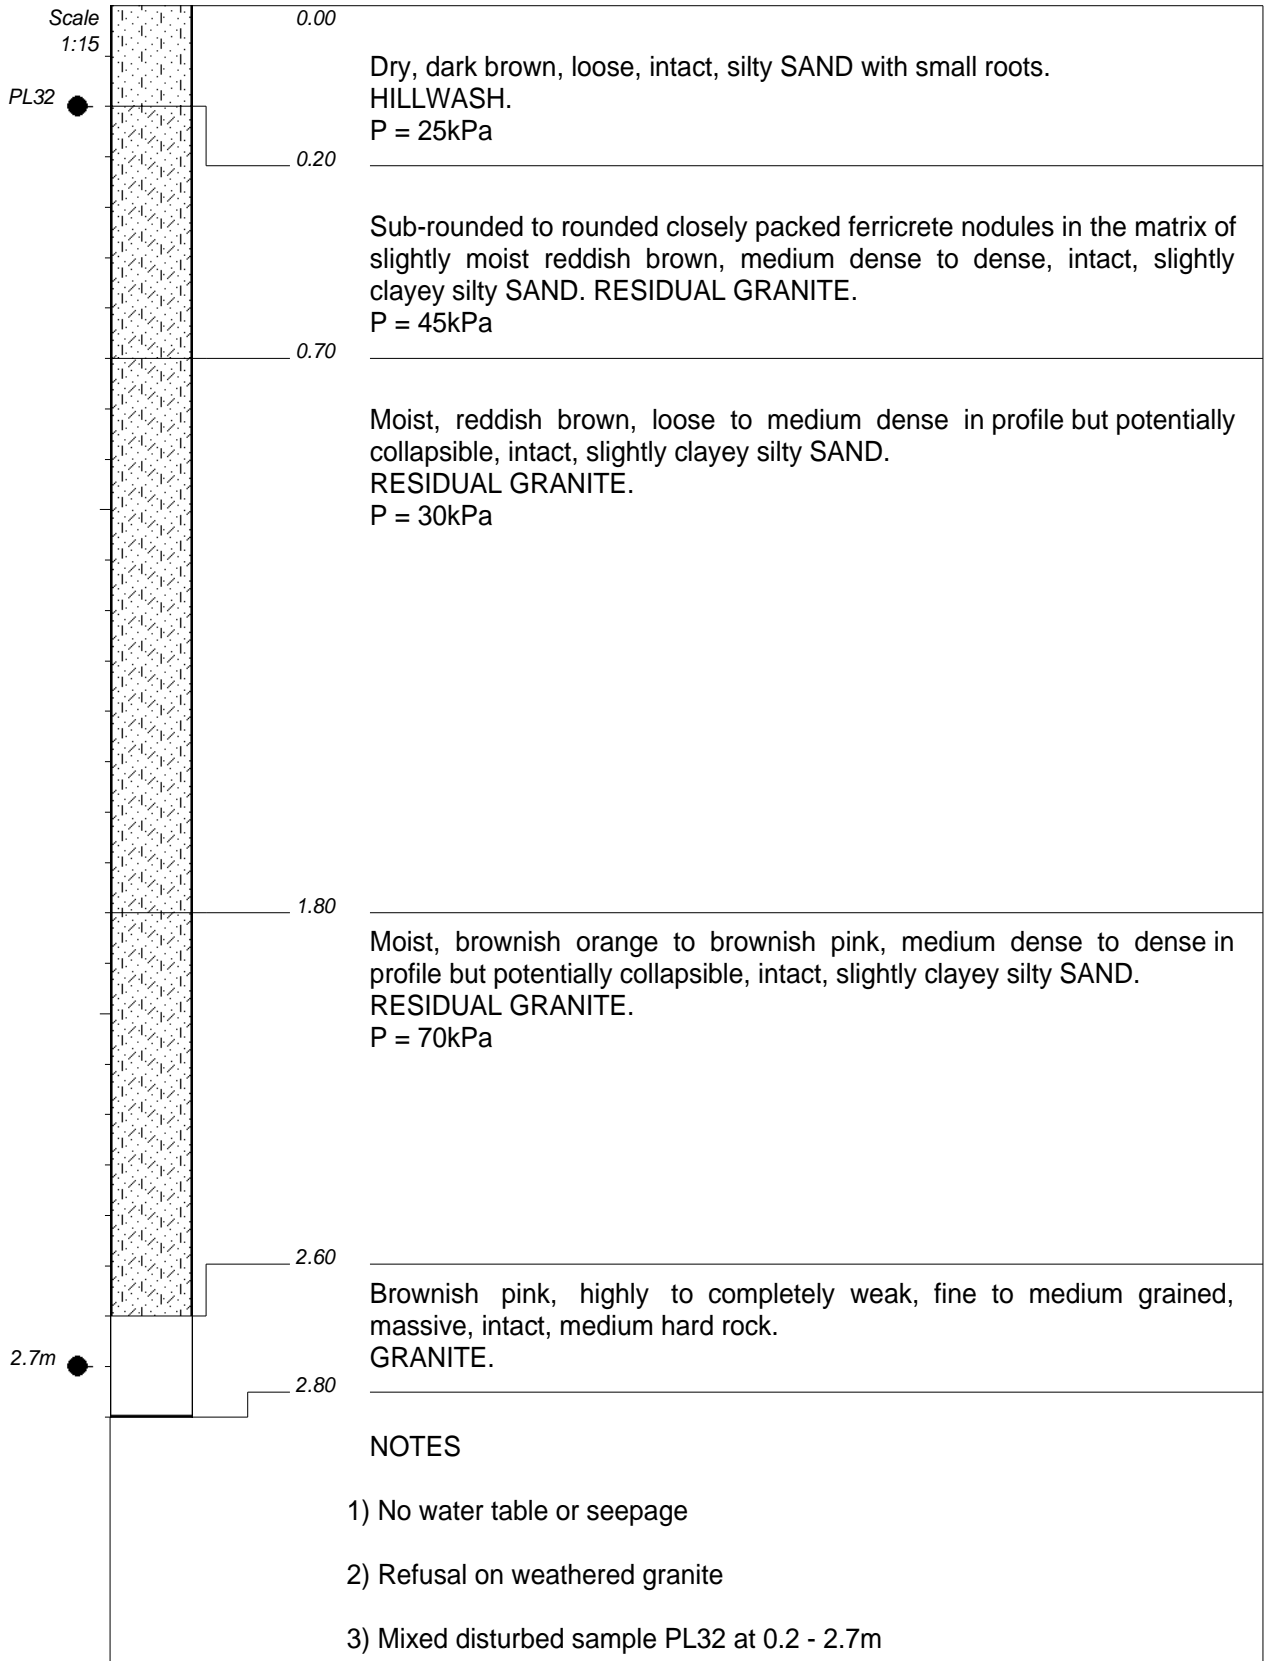 Scale
1:15
0.00
Dry, dark brown, loose, intact, silty SAND with small roots.
PL32
HILLWASH.
P = 25kPa
0.20
Sub-rounded to rounded closely packed ferricrete nodules in the matrix of
slightly moist reddish brown, medium dense to dense, intact, slightly
clayey silty SAND. RESIDUAL GRANITE.
P = 45kPa
0.70
Moist, reddish brown, loose to medium dense in profile but potentially
collapsible, intact, slightly clayey silty SAND.
RESIDUAL GRANITE.
P = 30kPa
1.80
Moist, brownish orange to brownish pink, medium dense to dense in
profile but potentially collapsible, intact, slightly clayey silty SAND.
RESIDUAL GRANITE.
P = 70kPa
2.60
Brownish pink, highly to completely weak, fine to medium grained,
massive, intact, medium hard rock.
GRANITE.
2.7m
2.80
NOTES
1) No water table or seepage
2) Refusal on weathered granite
3) Mixed disturbed sample PL32 at 0.2 - 2.7m